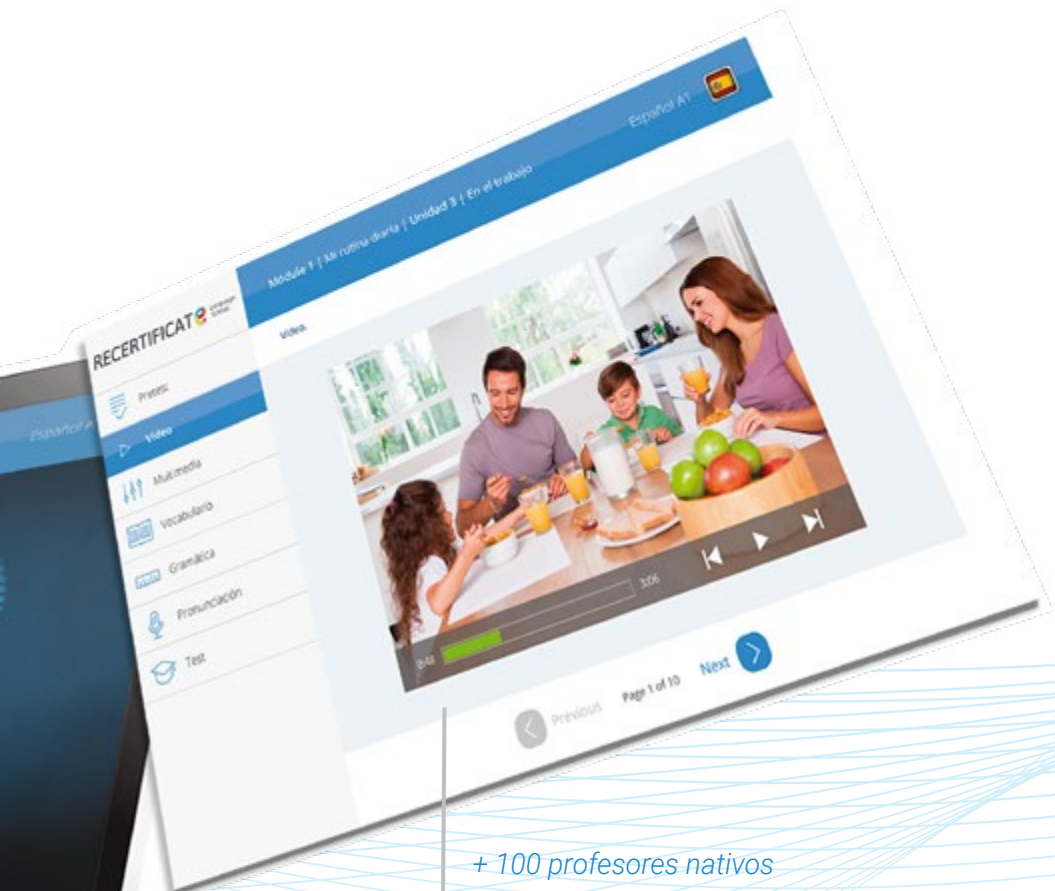 Español A1
Module 1 | Mi rutina diaria | Unidad 3 | En el trabajo
RECERTIFICATE
Video
Pretest
Video
Multimedia
Vocabulario
Gramática
Pronunciación
Test
3:06
Previous
Page 1 of 10
Next
+ 100 profesores nativos